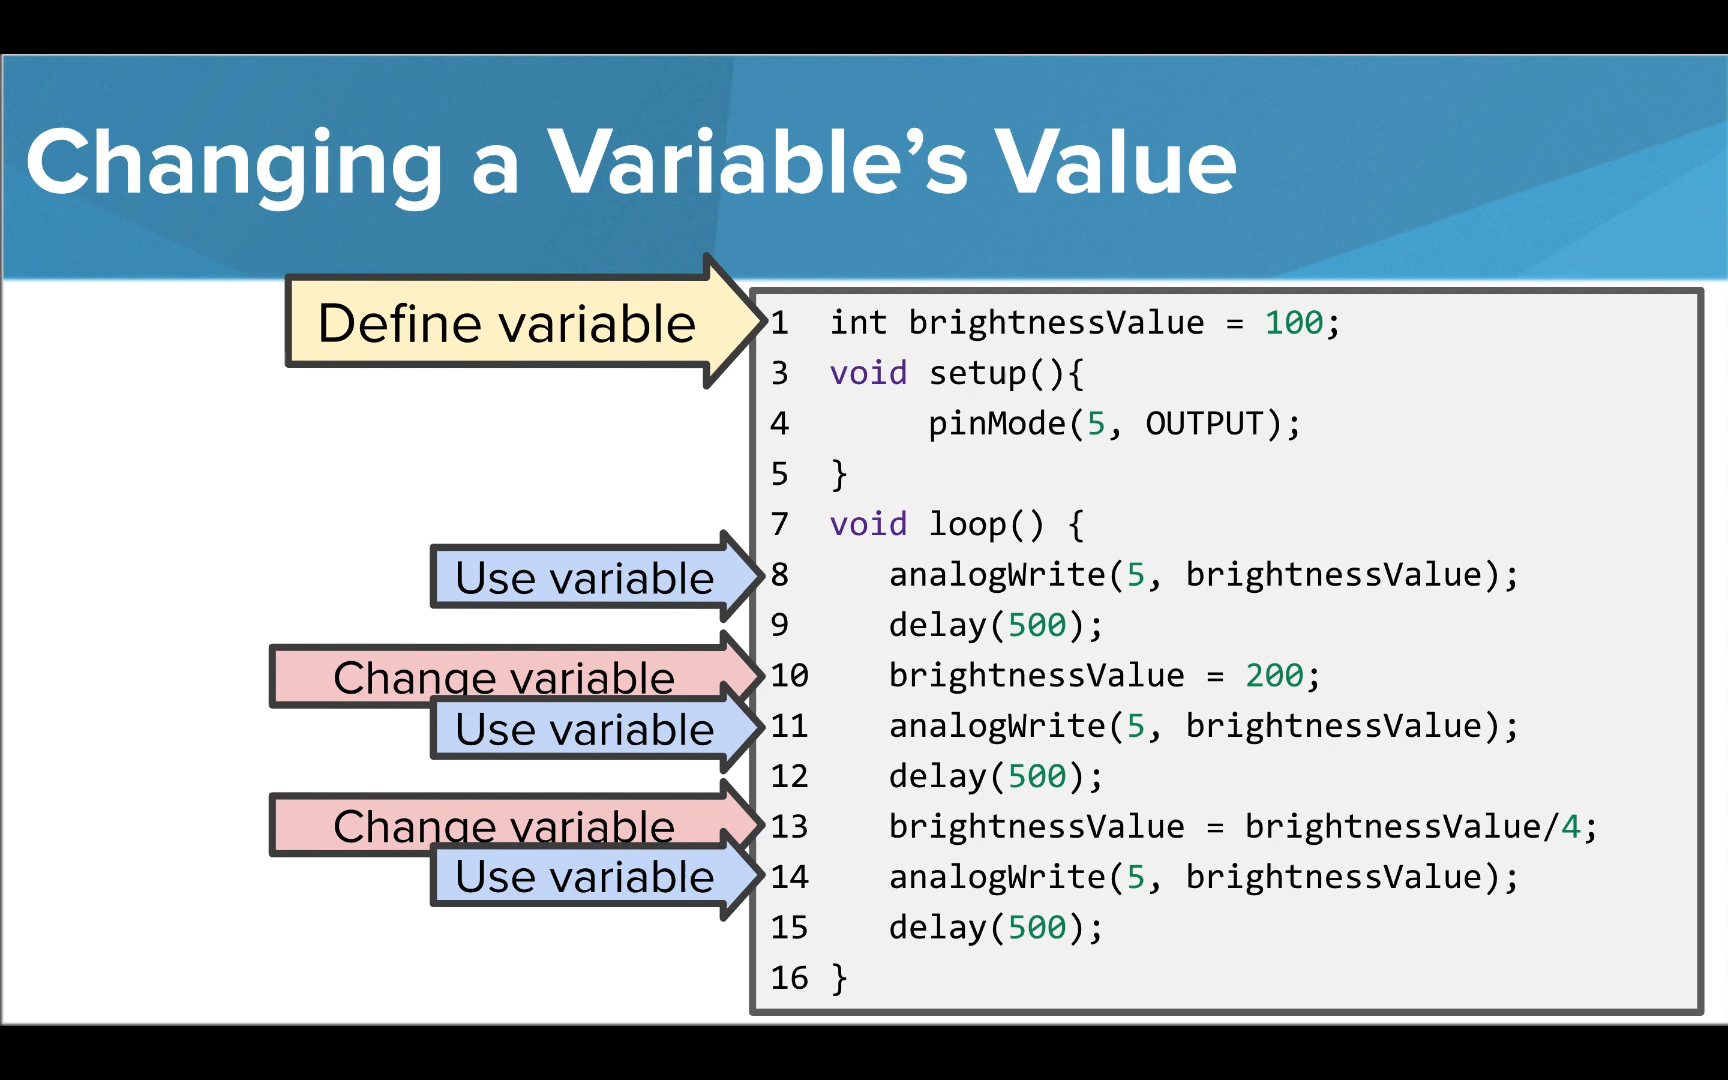 Changing a Variable’s Value
Define variable
1 int brightnessValue = 100;
3 void setup(){
4 pinMode(5, OUTPUT);
5 }
7 void loop() {
Use variable
8 analogWrite(5, brightnessValue);
9 delay(500);
Change variable
10 brightnessValue = 200;
Use variable
11 analogWrite(5, brightnessValue);
12 delay(500);
Change variable
13 brightnessValue = brightnessValue/4;
Use variable
14 analogWrite(5, brightnessValue);
15 delay(500);
16 }